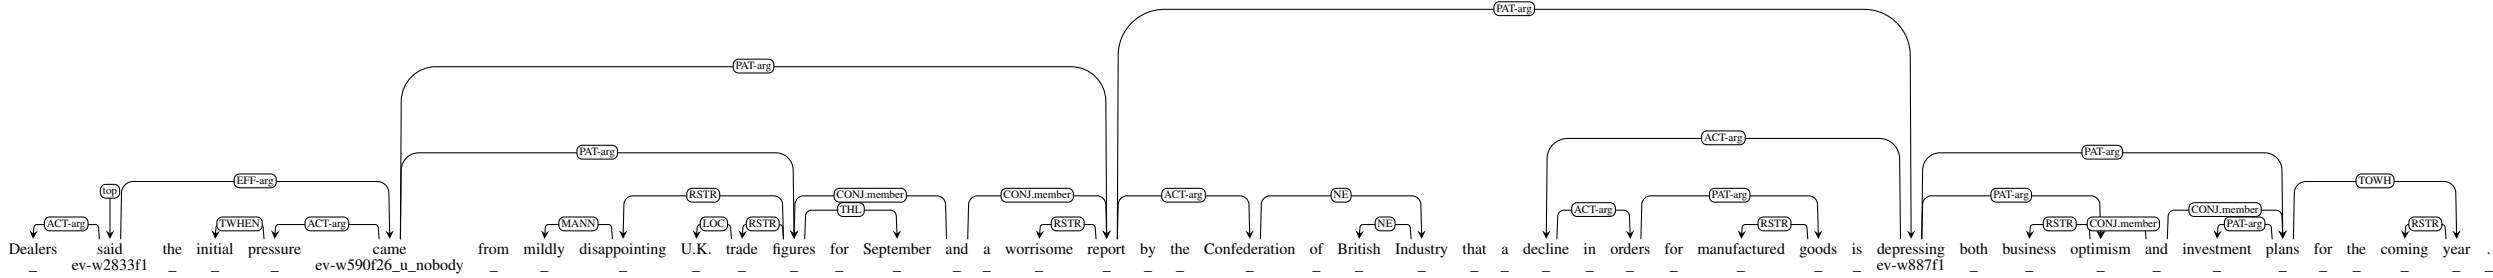 PAT-arg
PAT-arg
ACT-arg
PAT-arg PAT-arg
EFF-arg TOWH
top RSTR CONJ.member CONJ.member ACT-arg NE PAT-arg PAT-arg
THL ACT-arg CONJ.member
ACT-arg TWHEN ACT-arg MANN LOC RSTR RSTR NE RSTR RSTR CONJ.member PAT-arg RSTR
Dealers said the initial pressure came from mildly disappointing U.K. trade figures for September and a worrisome report by the Confederation of British Industry that a decline in orders for manufactured goods is depressing both business optimism and investment plans for the coming year .
_ ev-w2833f1 _ _ _ ev-w590f26_u_nobody _ _ _ _ _ _ _ _ _ _ _ _ _ _ _ _ _ _ _ _ _ _ _ _ _ _ _ ev-w887f1 _ _ _ _ _ _ _ _ _ _ _